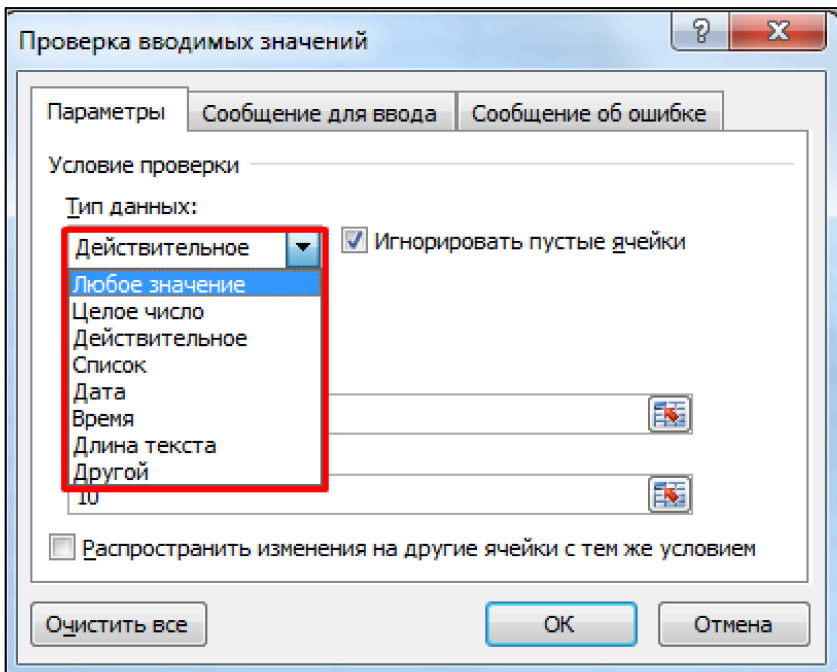 Проверка вводимых значений
Параметры
Сообщение для ввода
Сообщение об ошибке
Условие проверки
Тип данных:
Действительное
Игнорировать пустые ячейки
Любое значение
Целое число
Действительное
Список
Дата
Время
Длина текста
Другой
10
Распространить изменения на другие ячейки с тем же условием
Очистить все
ОК
Отмена